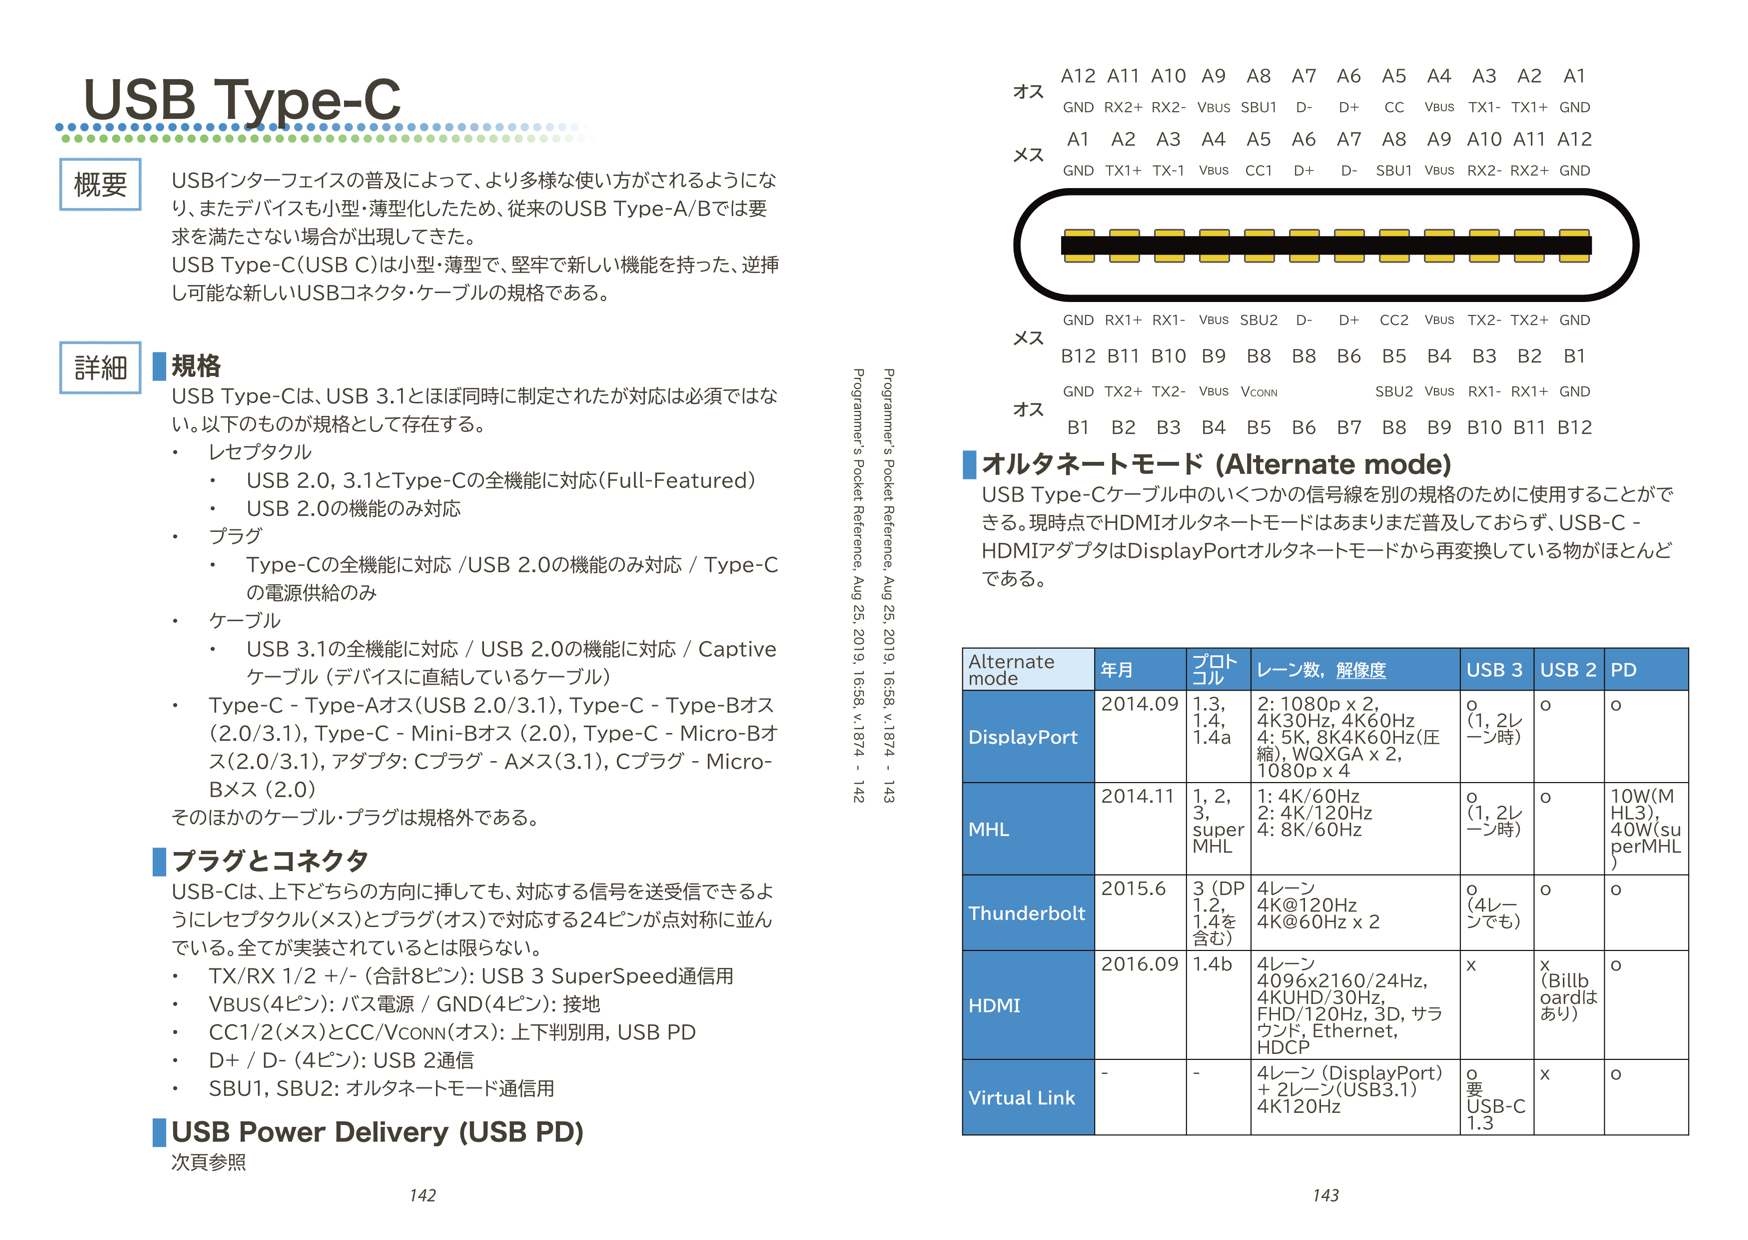 USB Type-C
概要
USBインターフェイスの普及によって、より多様な使い方がされるようにな
り、またデバイスも小型・薄型化したため、従来のUSB Type-A/Bでは要
求を満たさない場合が出現してきた。
USB Type-C(USB C)は小型・薄型で、堅牢で新しい機能を持った、逆挿
し可能な新しいUSBコネクタ・ケーブルの規格である。
詳細
規格
USB Type-Cは、USB 3.1とほぼ同時に制定されたが対応は必須ではな
い。以下のものが規格として存在する。
・ レセプタクル
・ USB 2.0, 3.1とType-Cの全機能に対応(Full-Featured)
・ USB 2.0の機能のみ対応
・ プラグ
・ Type-Cの全機能に対応 /USB 2.0の機能のみ対応 / Type-C
の電源供給のみ
・ ケーブル
・ USB 3.1の全機能に対応 / USB 2.0の機能に対応 / Captive
ケーブル (デバイスに直結しているケーブル)
・ Type-C - Type-Aオス(USB 2.0/3.1), Type-C - Type-Bオス
(2.0/3.1), Type-C - Mini-Bオス (2.0), Type-C - Micro-Bオ
ス(2.0/3.1), アダプタ: Cプラグ - Aメス(3.1), Cプラグ - Micro-
Bメス (2.0)
そのほかのケーブル・プラグは規格外である。
プラグとコネクタ
USB-Cは、上下どちらの方向に挿しても、対応する信号を送受信できるよ
うにレセプタクル(メス)とプラグ(オス)で対応する24ピンが点対称に並ん
でいる。全てが実装されているとは限らない。
・ TX/RX 1/2 +/- (合計8ピン): USB 3 SuperSpeed通信用
・ VBUS(4ピン): バス電源 / GND(4ピン): 接地
・ CC1/2(メス)とCC/VCONN(オス): 上下判別用, USB PD
・ D+ / D- (4ピン): USB 2通信
・ SBU1, SBU2: オルタネートモード通信用
USB Power Delivery (USB PD)
次頁参照
142
Programmer's Pocket Reference, Aug 25, 2019, 16:58, v.1874 - 142
Programmer's Pocket Reference, Aug 25, 2019, 16:58, v.1874 - 143
オス
A12 A11 A10 A9 A8 A7 A6 A5 A4 A3 A2 A1
GND RX2+ RX2- VBUS SBU1 D- D+ CC VBUS TX1- TX1+ GND
メス
A1 A2 A3 A4 A5 A6 A7 A8 A9 A10 A11 A12
GND TX1+ TX-1 VBUS CC1 D+ D- SBU1 VBUS RX2- RX2+ GND
メス
GND RX1+ RX1- VBUS SBU2 D- D+ CC2 VBUS TX2- TX2+ GND
B12 B11 B10 B9 B8 B8 B6 B5 B4 B3 B2 B1
オス
GND TX2+ TX2- VBUS VCONN SBU2 VBUS RX1- RX1+ GND
B1 B2 B3 B4 B5 B6 B7 B8 B9 B10 B11 B12
オルタネートモード (Alternate mode)
USB Type-Cケーブル中のいくつかの信号線を別の規格のために使用することがで
きる。現時点でHDMIオルタネートモードはあまりまだ普及しておらず、USB-C -
HDMIアダプタはDisplayPortオルタネートモードから再変換している物がほとんど
である。
Alternate
mode
年月
プロト
コル
レーン数, 解像度
USB 3
USB 2
PD
DisplayPort
2014.09
1.3,
1.4,
1.4a
2: 1080p x 2,
4K30Hz, 4K60Hz
4: 5K, 8K4K60Hz(圧
縮), WQXGA x 2,
1080p x 4
o
(1, 2レ
ーン時)
o
o
MHL
2014.11
1, 2,
3,
super
MHL
1: 4K/60Hz
2: 4K/120Hz
4: 8K/60Hz
o
(1, 2レ
ーン時)
o
10W(M
HL3),
40W(su
perMHL
)
Thunderbolt
2015.6
3 (DP
1.2,
1.4を
含む)
4レーン
4K@120Hz
4K@60Hz x 2
o
(4レー
ンでも)
o
o
HDMI
2016.09
1.4b
4レーン
4096x2160/24Hz,
4KUHD/30Hz,
FHD/120Hz, 3D, サラ
ウンド, Ethernet,
HDCP
x
x
(Billb
oardは
あり)
o
Virtual Link
-
-
4レーン (DisplayPort)
+ 2レーン(USB3.1)
4K120Hz
o
要
USB-C
1.3
x
o
143